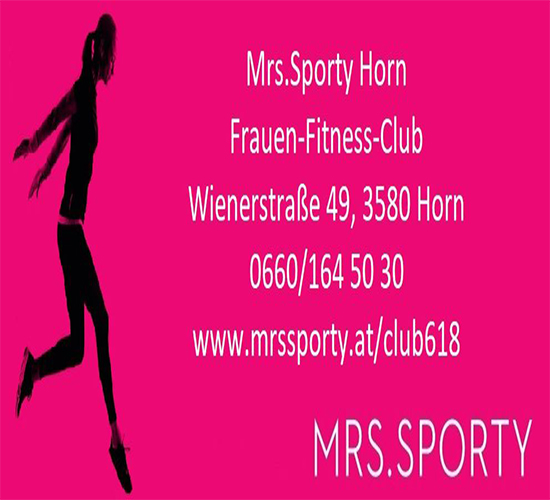 Mrs.Sporty Horn
Frauen-Fitness-Club
Wienerstraße 49, 3580 Horn
0660/164 50 30
www.mrssporty.at/club618
MRS.SPORTY